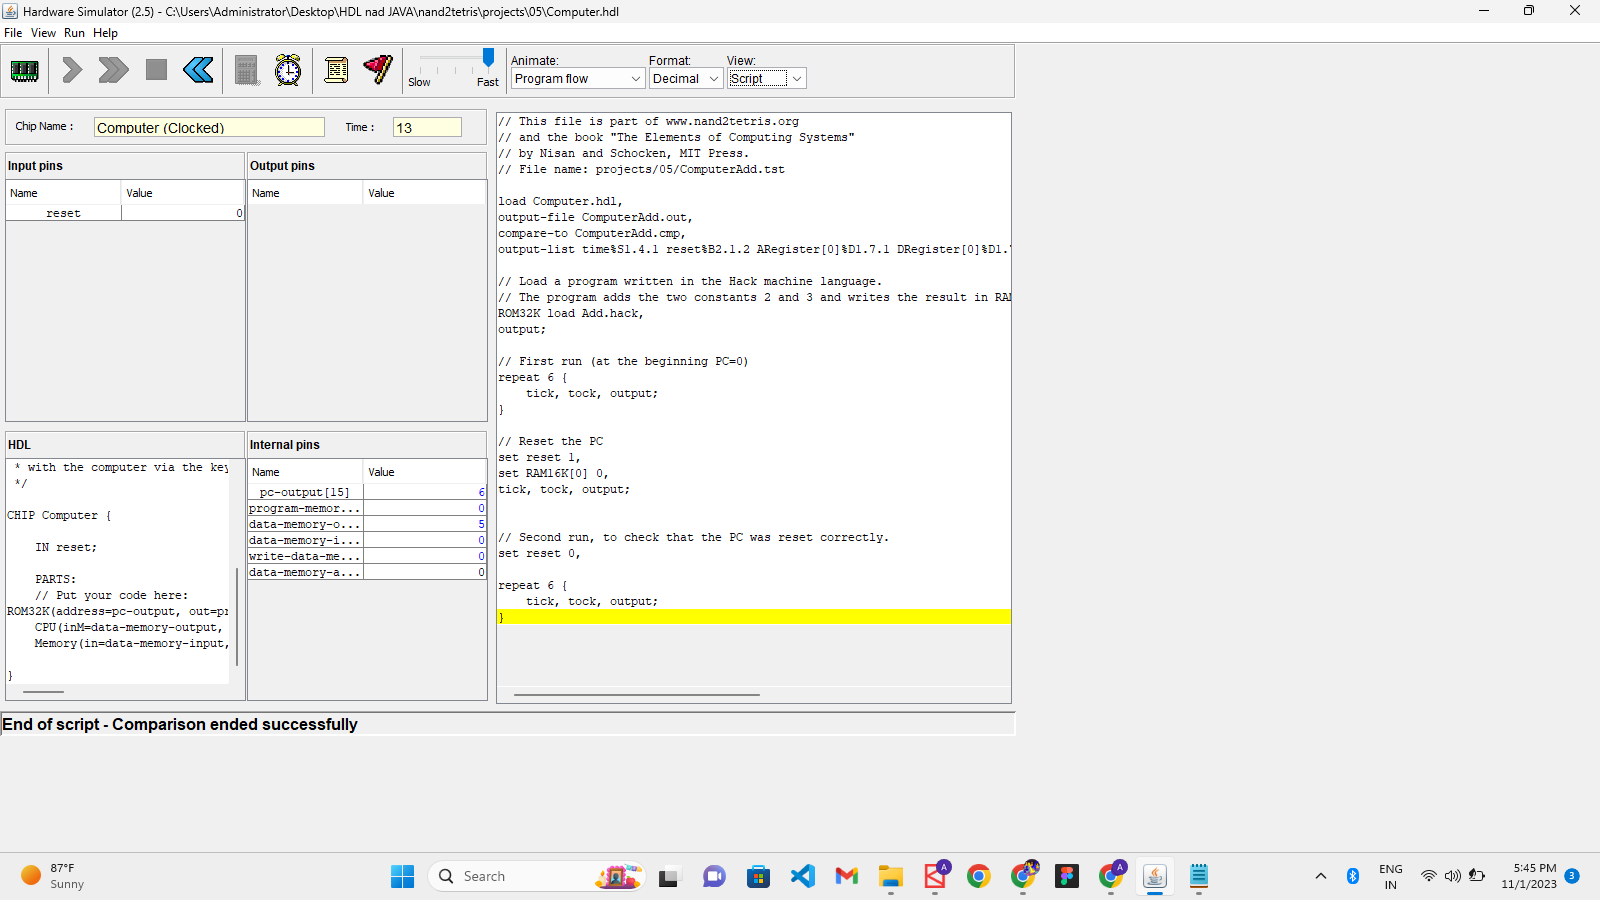 Hardware Simulator (2.5) - C:\Users\Administrator\Desktop\HDL nad JAVA\nand2tetris\projects\05\Computer.hdl
File View Run Help
Slow Fast
Animate: Format: View:
Program flow Decimal Script
Chip Name : Computer (Clocked) Time : 13
Input pins
Name Value
reset 0
Output pins
Name Value
HDL
* with the computer via the key
*/
CHIP Computer {
IN reset;
PARTS:
// Put your code here:
ROM32K(address=pc-output, out=pr
CPU(inM=data-memory-output,
Memory(in=data-memory-input,
}
Internal pins
Name Value
pc-output[15] 6
program-memor... 0
data-memory-o... 5
data-memory-i... 0
write-data-me... 0
data-memory-a... 0
// This file is part of www.nand2tetris.org
// and the book "The Elements of Computing Systems"
// by Nisan and Schocken, MIT Press.
// File name: projects/05/ComputerAdd.tst
load Computer.hdl,
output-file ComputerAdd.out,
compare-to ComputerAdd.cmp,
output-list time%S1.4.1 reset%B2.1.2 ARegister[0]%D1.7.1 DRegister[0]%D1.
// Load a program written in the Hack machine language.
// The program adds the two constants 2 and 3 and writes the result in RAM
ROM32K load Add.hack,
output;
// First run (at the beginning PC=0)
repeat 6 {
tick, tock, output;
}
// Reset the PC
set reset 1,
set RAM16K[0] 0,
tick, tock, output;
// Second run, to check that the PC was reset correctly.
set reset 0,
repeat 6 {
tick, tock, output;
}
End of script - Comparison ended successfully
87°F
Sunny
Search
A
A
ENG
IN
5:45 PM
11/1/2023
3